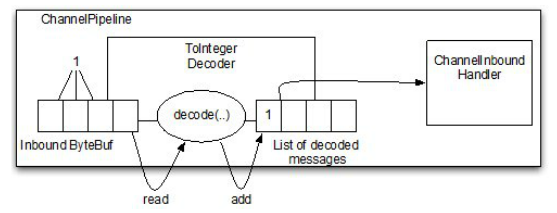 ChannelPipeline
1
ToInteger
Decoder
ChannelInbound
Handler
decode(..)
1
Inbound ByteBuf
List of decoded
messages
read
add